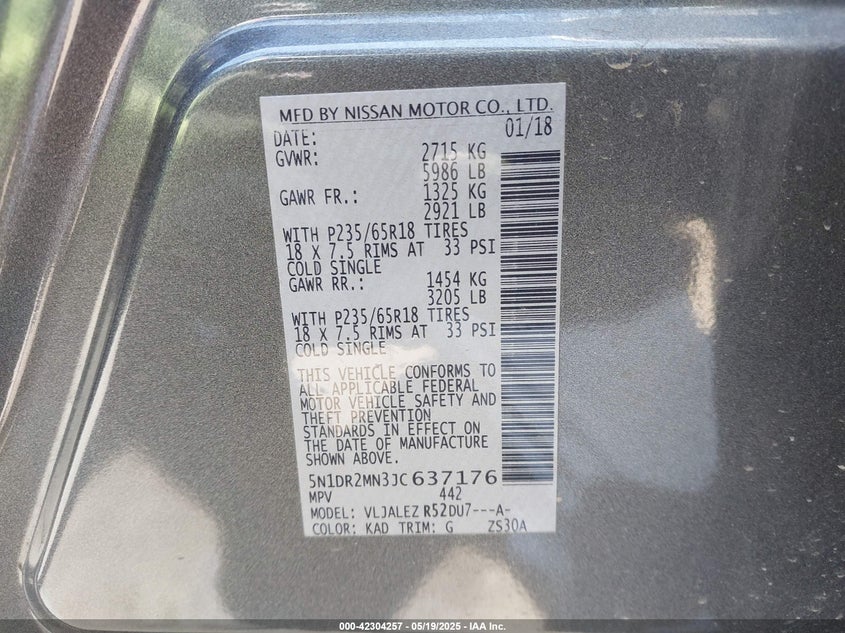 MFD BY NISSAN MOTOR CO., LTD.
DATE: 01/18
GVWR: 2715 KG
5986 LB
GAWR FR.: 1325 KG
2921 LB
WITH P235/65R18 TIRES
18 X 7.5 RIMS AT 33 PSI
COLD SINGLE
GAWR RR.: 1454 KG
3205 LB
WITH P235/65R18 TIRES
18 X 7.5 RIMS AT 33 PSI
COLD SINGLE
THIS VEHICLE CONFORMS TO
ALL APPLICABLE FEDERAL
MOTOR VEHICLE SAFETY AND
THEFT PREVENTION
STANDARDS IN EFFECT ON
THE DATE OF MANUFACTURE
SHOWN ABOVE.
5N1DR2MN3JC637176
MPV 442
MODEL: VLJALEZ R52DU7---A-
COLOR: KAD TRIM: G ZS30A
000-42304257 - 05/19/2025 - IAA Inc.